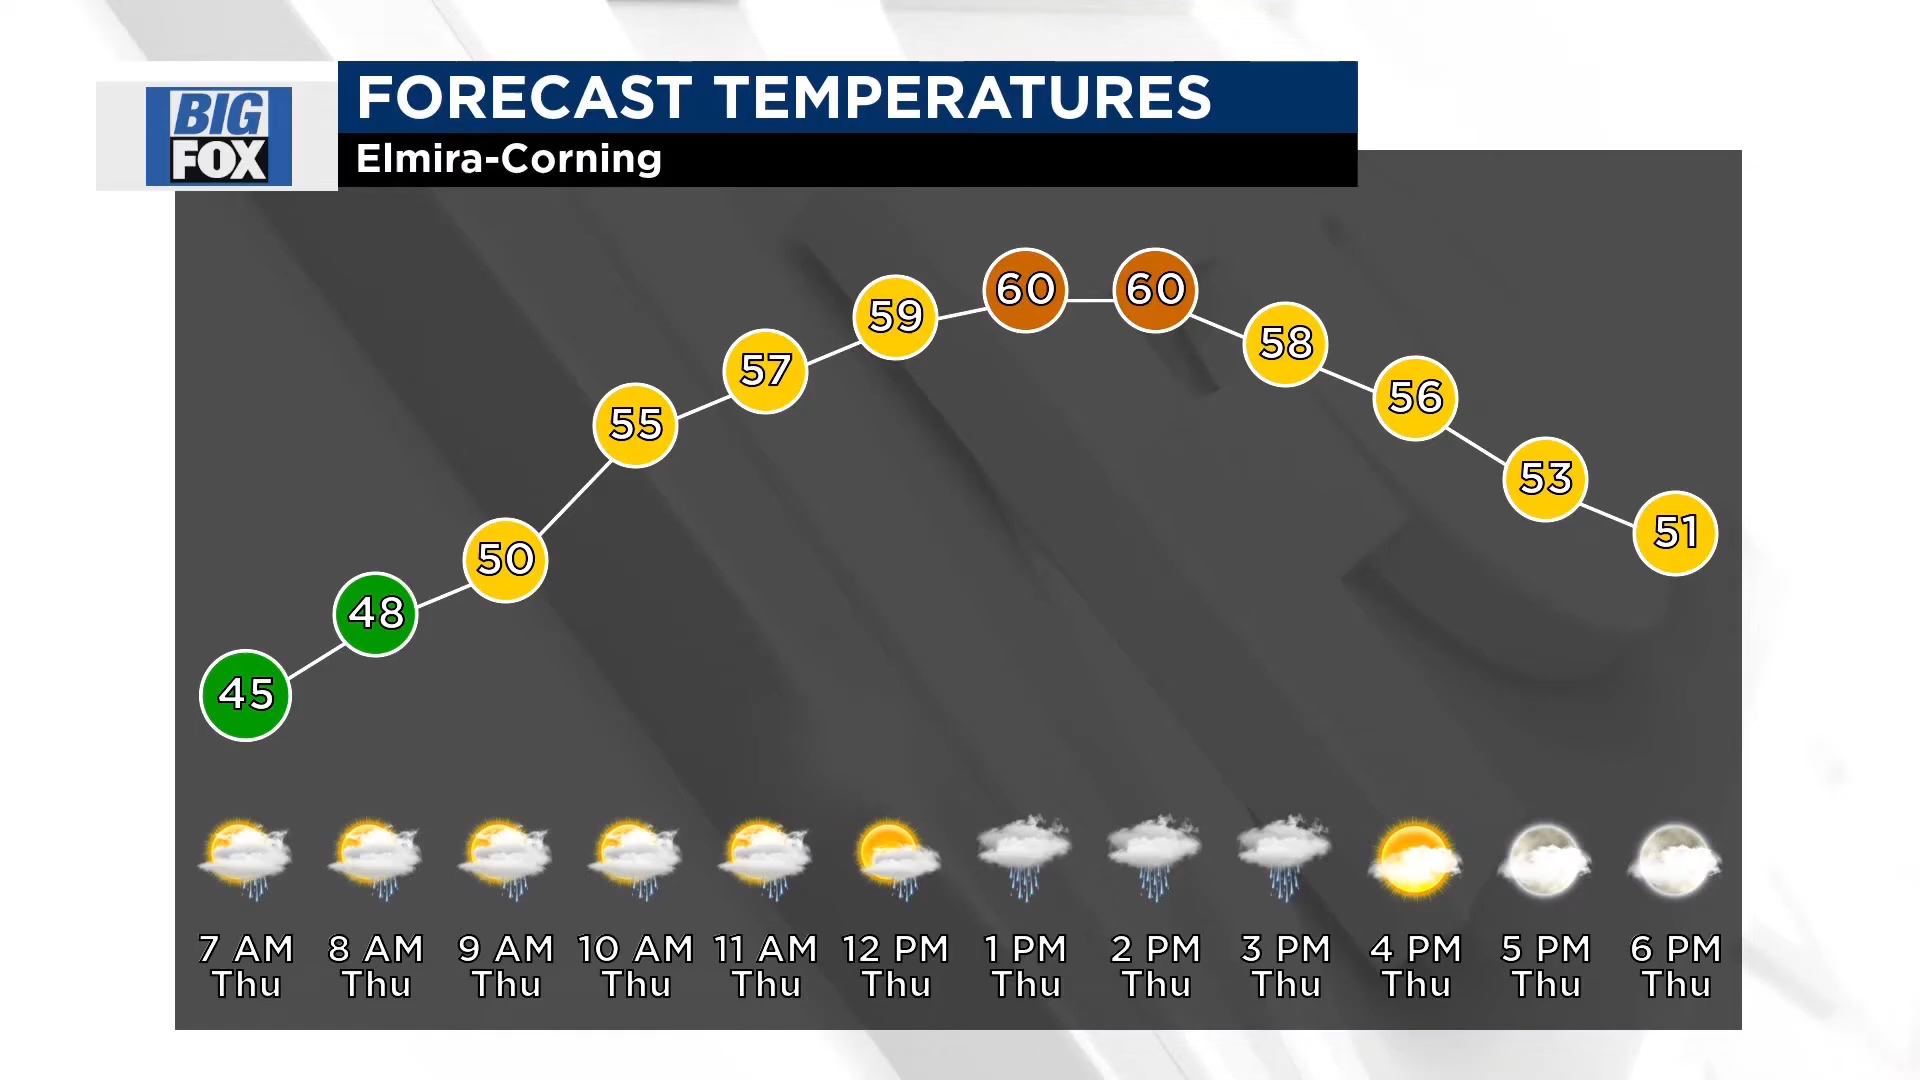 BIG
FOX
FORECAST TEMPERATURES
Elmira-Corning
45
48
50
55
57
59
60
60
58
56
53
51
7 AM 8 AM 9 AM 10 AM 11 AM 12 PM 1 PM 2 PM 3 PM 4 PM 5 PM 6 PM
Thu Thu Thu Thu Thu Thu Thu Thu Thu Thu Thu Thu